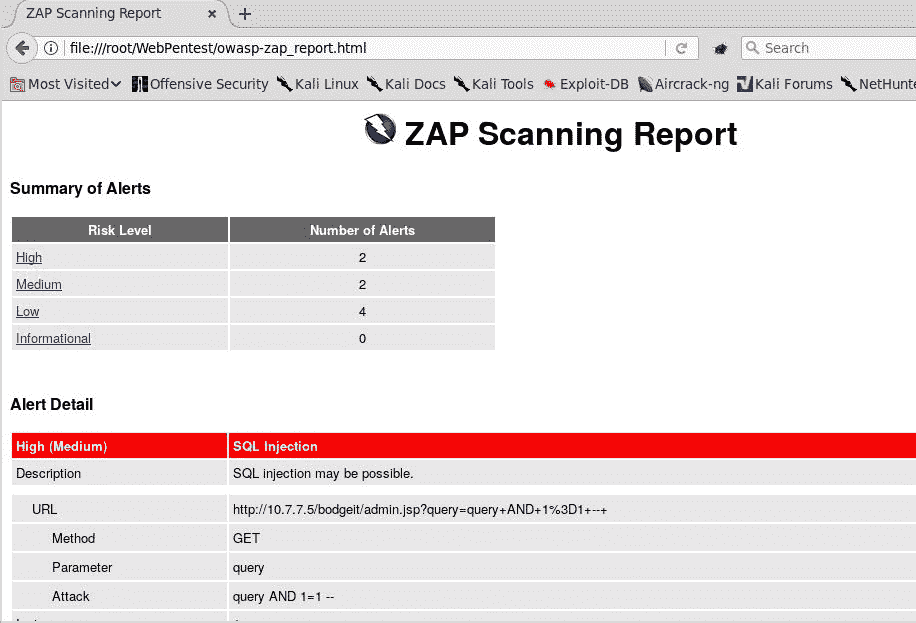 ZAP Scanning Report
file:///root/WebPentest/owasp-zap_report.html
Search
Most Visited
Offensive Security
Kali Linux
Kali Docs
Kali Tools
Exploit-DB
Aircrack-ng
Kali Forums
NetHunte
ZAP Scanning Report
Summary of Alerts
Risk Level Number of Alerts
High 2
Medium 2
Low 4
Informational 0
Alert Detail
High (Medium) SQL Injection
Description SQL injection may be possible.
URL http://10.7.7.5/bodgeit/admin.jsp?query=query+AND+1%3D1+--+
Method GET
Parameter query
Attack query AND 1=1 --